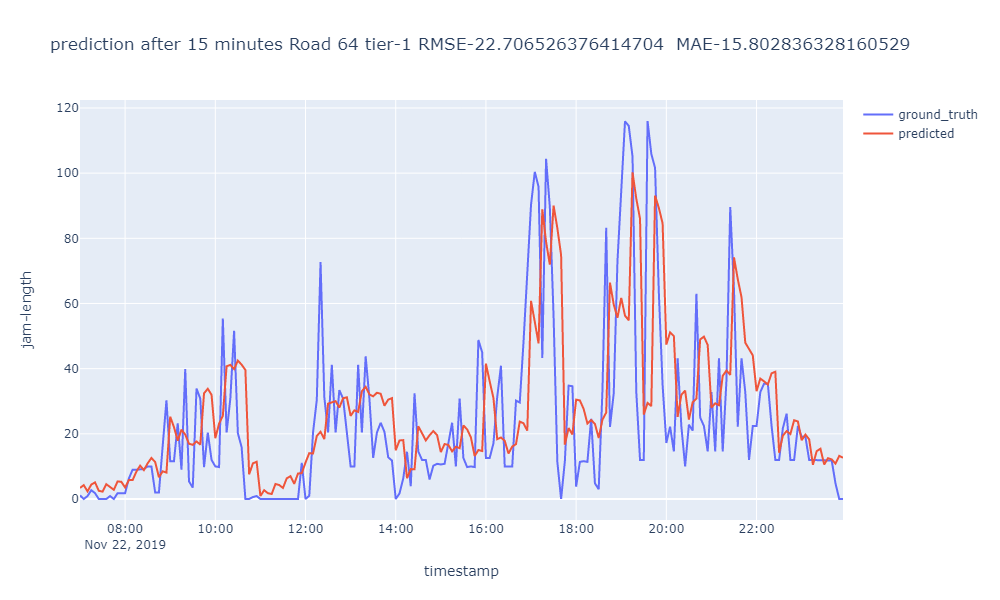 prediction after 15 minutes Road 64 tier-1 RMSE-22.706526376414704  MAE-15.802836328160529
ground_truth
predicted
120
100
80
60
40
20
0
jam-length
08:00 10:00 12:00 14:00 16:00 18:00 20:00 22:00
Nov 22, 2019
timestamp